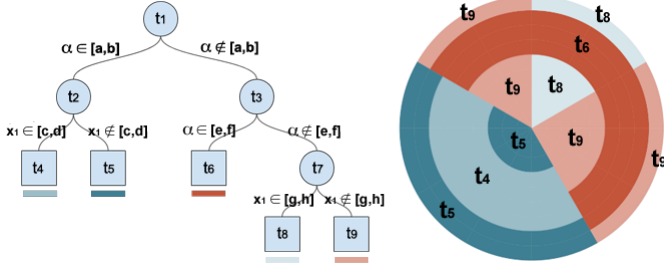 t1
α ∈ [a,b]
α ∉ [a,b]
t2
t3
x1 ∈ [c,d]
x1 ∉ [c,d]
α ∈ [e,f]
α ∉ [e,f]
t4
t5
t6
t7
x1 ∈ [g,h]
x1 ∉ [g,h]
t8
t9
t9
t8
t6
t9
t8
t5
t9
t4
t9
t5